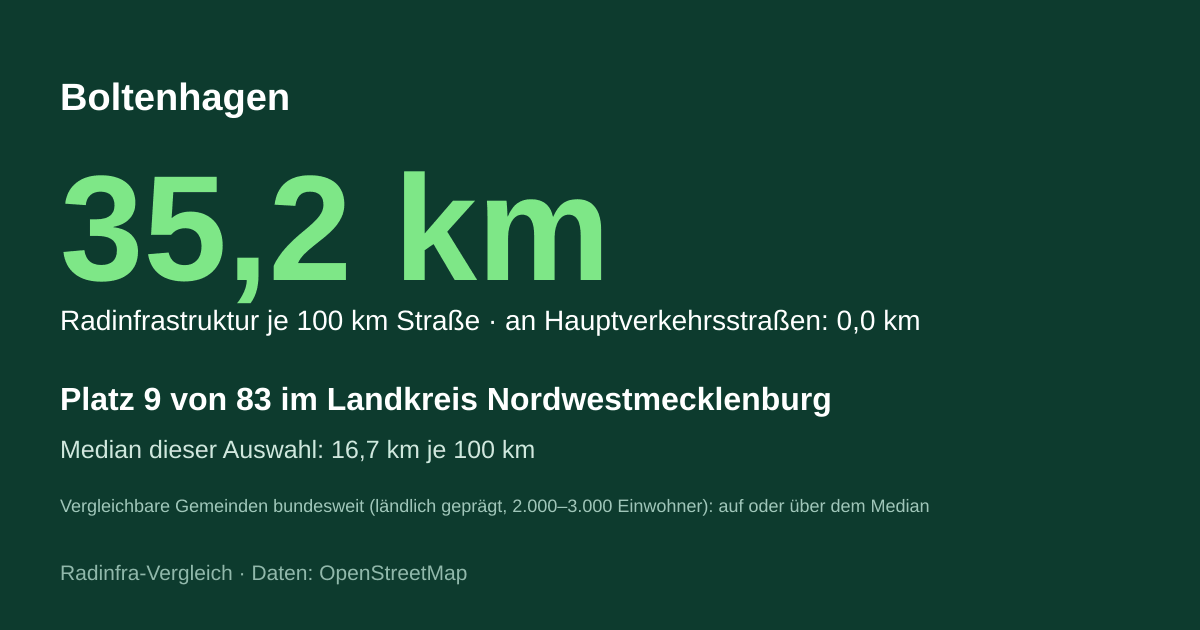 Boltenhagen
35,2 km
Radinfrastruktur je 100 km Straße · an Hauptverkehrsstraßen: 0,0 km
Platz 9 von 83 im Landkreis Nordwestmecklenburg
Median dieser Auswahl: 16,7 km je 100 km
Vergleichbare Gemeinden bundesweit (ländlich geprägt, 2.000–3.000 Einwohner): auf oder über dem Median
Radinfra-Vergleich · Daten: OpenStreetMap